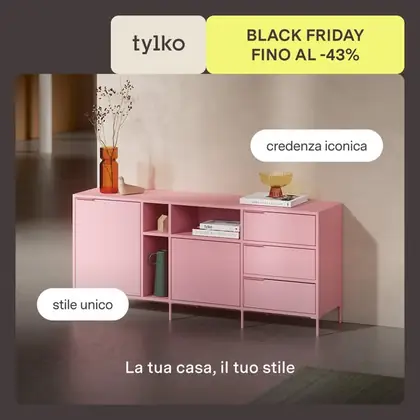 tylko
BLACK FRIDAY
FINO AL -43%
credenza iconica
stile unico
La tua casa, il tuo stile